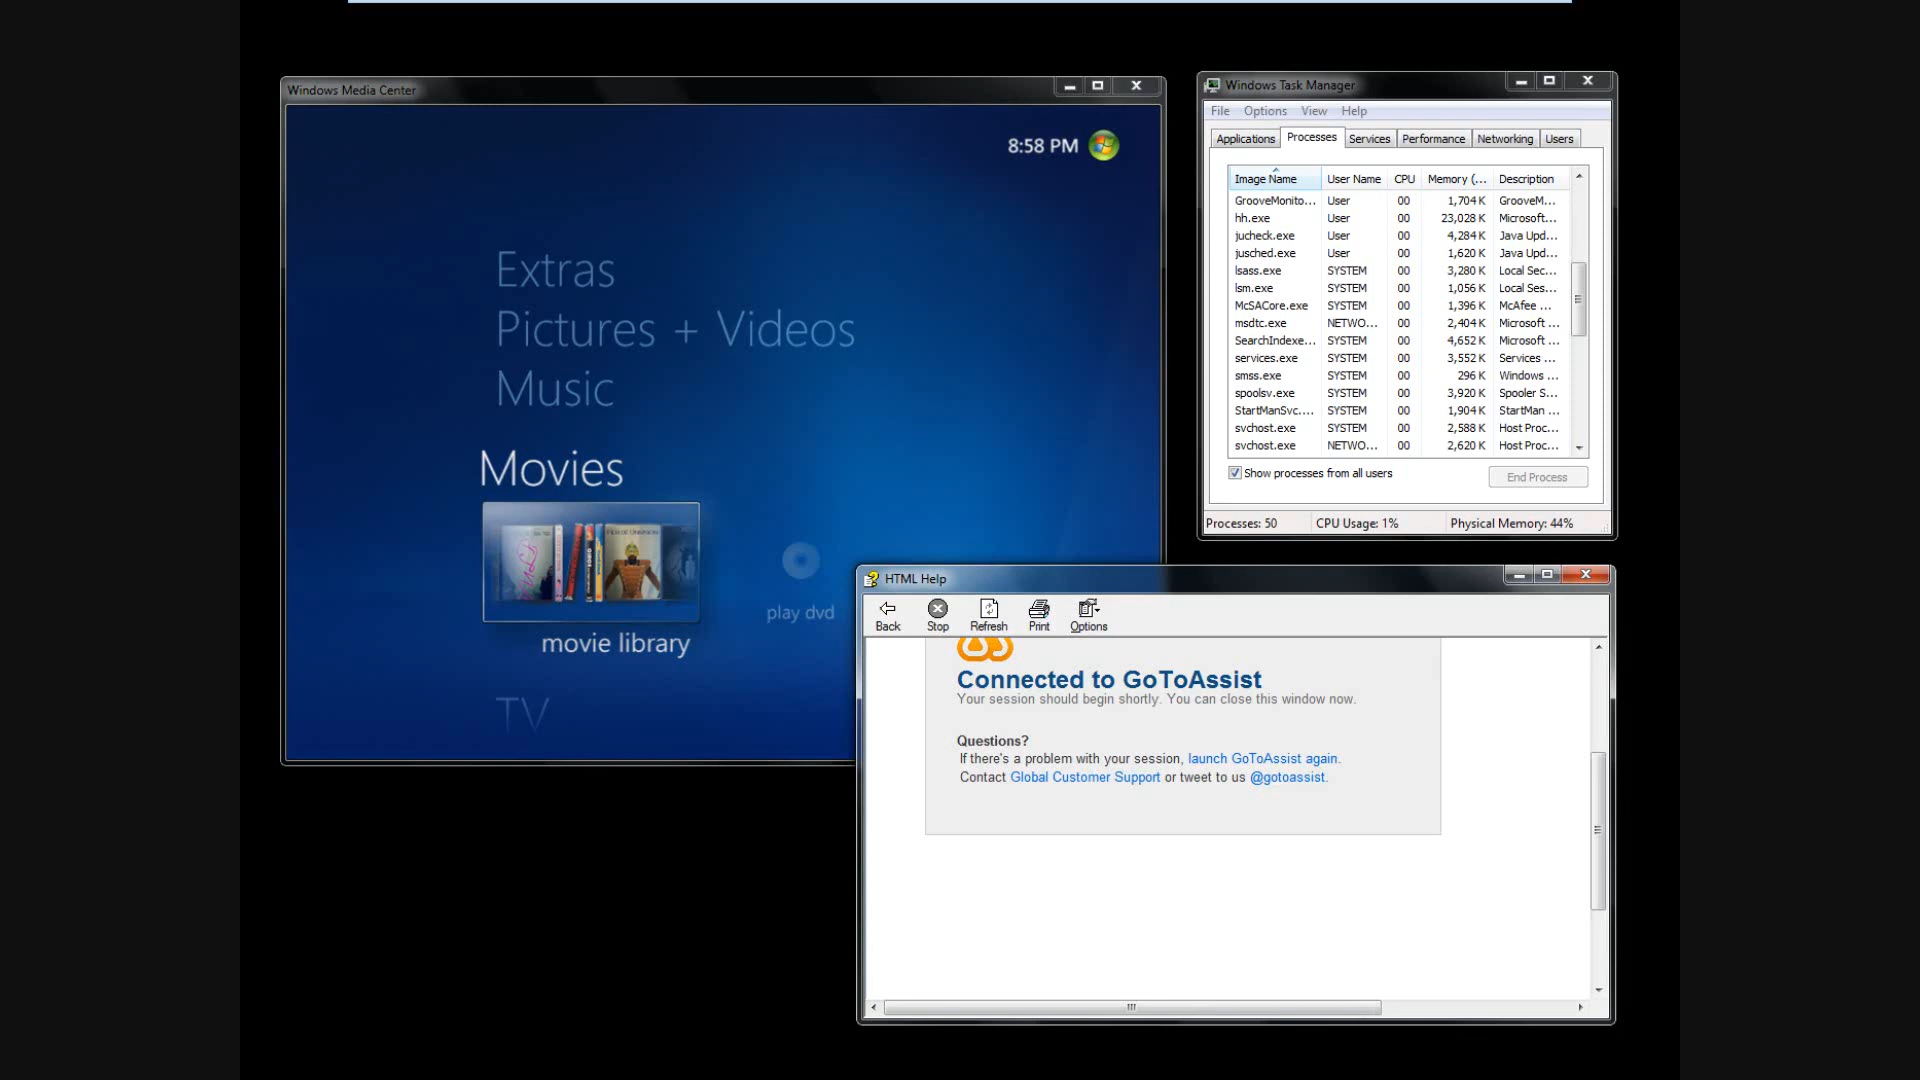 Windows Media Center
8:58 PM
Extras
Pictures + Videos
Music
Movies
movie library
play dvd
TV
Windows Task Manager
File Options View Help
Applications Processes Services Performance Networking Users
Image Name User Name CPU Memory (... Description
GrooveMonito... User 00 1,704 K GrooveM...
hh.exe User 00 23,028 K Microsoft...
jucheck.exe User 00 4,284 K Java Upd...
jusched.exe User 00 1,620 K Java Upd...
lsass.exe SYSTEM 00 3,280 K Local Sec...
lsm.exe SYSTEM 00 1,056 K Local Ses...
McSACore.exe SYSTEM 00 1,396 K McAfee ...
msdtc.exe NETWO... 00 2,404 K Microsoft ...
SearchIndexe... SYSTEM 00 4,652 K Microsoft ...
services.exe SYSTEM 00 3,552 K Services ...
smss.exe SYSTEM 00 296 K Windows ...
spoolsv.exe SYSTEM 00 3,920 K Spooler S...
StartManSvc.... SYSTEM 00 1,904 K StartMan ...
svchost.exe SYSTEM 00 2,588 K Host Proc...
svchost.exe NETWO... 00 2,620 K Host Proc...
Show processes from all users
End Process
Processes: 50 CPU Usage: 1% Physical Memory: 44%
HTML Help
Back Stop Refresh Print Options
Connected to GoToAssist
Your session should begin shortly. You can close this window now.
Questions?
If there's a problem with your session, launch GoToAssist again.
Contact Global Customer Support or tweet to us @gotoassist.